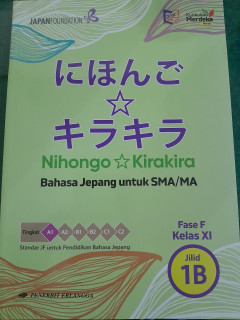 JAPANFOUNDATION
Kurikulum
Merdeka
にほんご
☆
キラキラ
Nihongo ☆ Kirakira
Bahasa Jepang untuk SMA/MA
Tingkat A1 A2 B1 B2 C1 C2
Standar JF untuk Pendidikan Bahasa Jepang
Fase F
Kelas XI
Jilid
1B
PENERBIT ERLANGGA